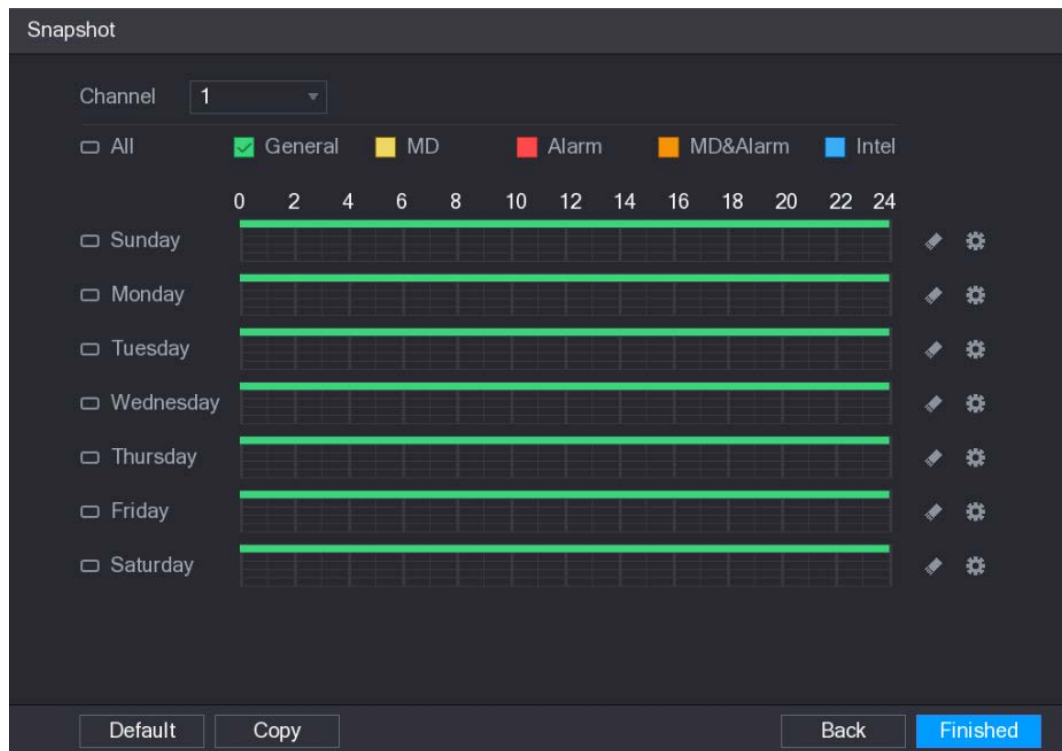 Snapshot
Channel 1
All General MD Alarm MD&Alarm Intel
0 2 4 6 8 10 12 14 16 18 20 22 24
Sunday
Monday
Tuesday
Wednesday
Thursday
Friday
Saturday
Default Copy Back Finished